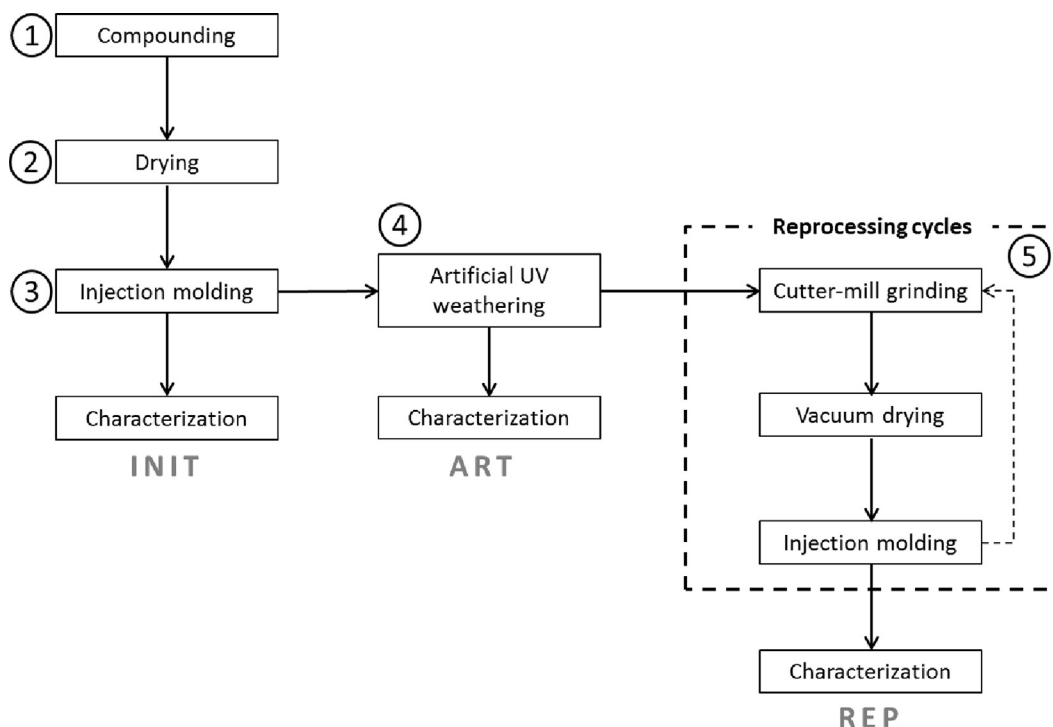 1
Compounding
2
Drying
3
Injection molding
Characterization
INIT
4
Artificial UV
weathering
Characterization
ART
Reprocessing cycles
5
Cutter-mill grinding
Vacuum drying
Injection molding
Characterization
REP